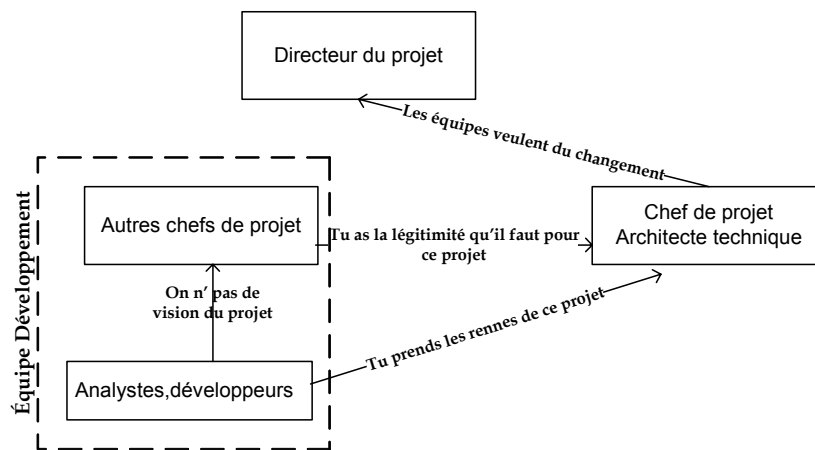 Directeur du projet
Les équipes veulent du changement
Équipe Développement
Autres chefs de projet
Tu as la légitimité qu'il faut pour
ce projet
Chef de projet
Architecte technique
On n' pas de
vision du projet
Tu prends les rennes de ce projet
Analystes,développeurs